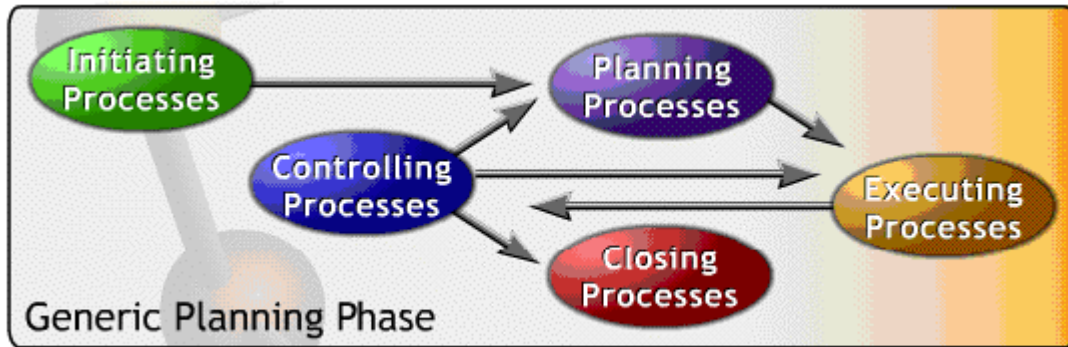 Initiating
Processes
Planning
Processes
Controlling
Processes
Executing
Processes
Closing
Processes
Generic Planning Phase